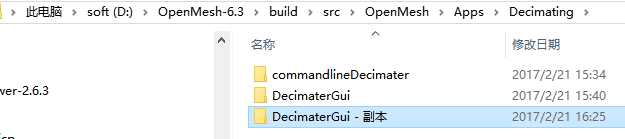 此电脑 › soft (D:) › OpenMesh-6.3 › build › src › OpenMesh › Apps › Decimating ›
名称 修改日期
commandlineDecimater 2017/2/21 15:34
wer-2.6.3
DecimaterGui 2017/2/21 15:40
DecimaterGui - 副本 2017/2/21 16:25